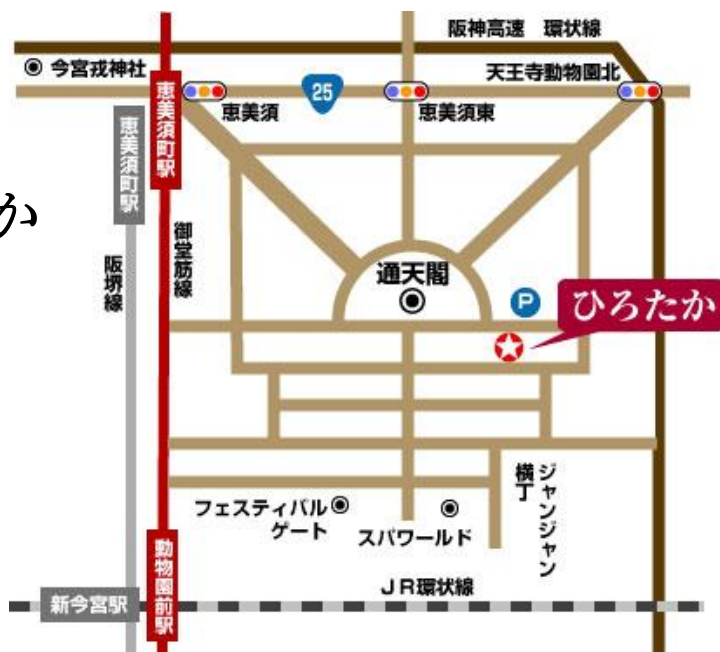 阪神高速 環状線
今宮戎神社
天王寺動物園北
25
恵美須
恵美須東
恵美須町駅
恵美須町駅
か
御堂筋線
阪堺線
通天閣
P
ひろたか
フェスティバル
ゲート
スパワールド
ジャンジャン
横丁
動物園前駅
JR環状線
新今宮駅